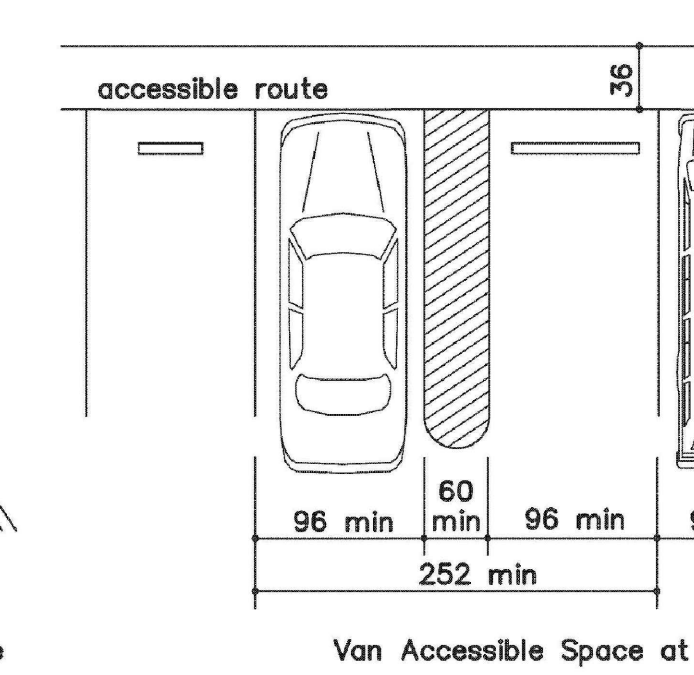 36
accessible route
60
96 min
min
96 min
252 min
Van Accessible Space at